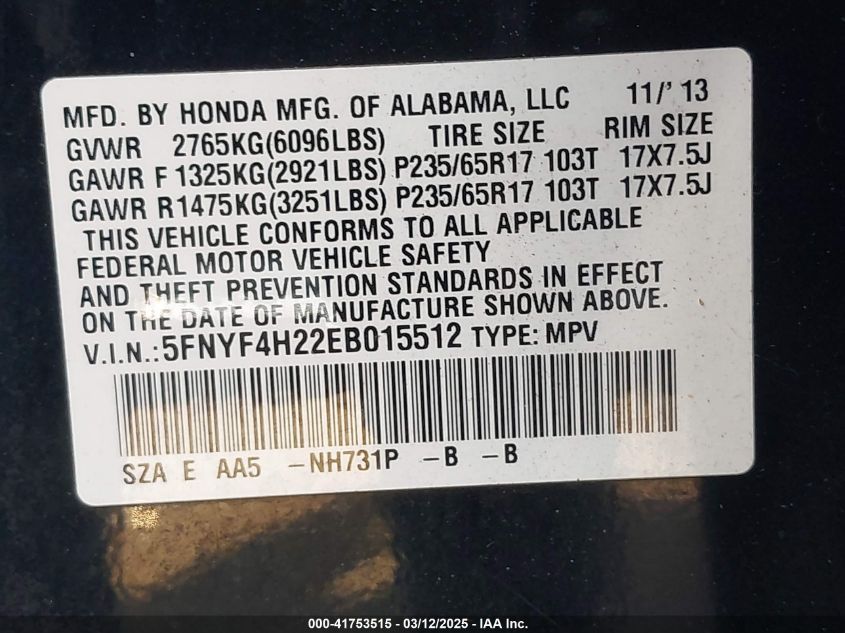 MFD. BY HONDA MFG. OF ALABAMA, LLC 11/' 13
GVWR 2765KG(6096LBS) TIRE SIZE RIM SIZE
GAWR F 1325KG(2921LBS) P235/65R17 103T 17X7.5J
GAWR R1475KG(3251LBS) P235/65R17 103T 17X7.5J
THIS VEHICLE CONFORMS TO ALL APPLICABLE
FEDERAL MOTOR VEHICLE SAFETY
AND THEFT PREVENTION STANDARDS IN EFFECT
ON THE DATE OF MANUFACTURE SHOWN ABOVE.
V.I.N.:5FNYF4H22EB015512 TYPE: MPV
SZA E AA5 -NH731P -B -B
000-41753515 - 03/12/2025 - IAA Inc.